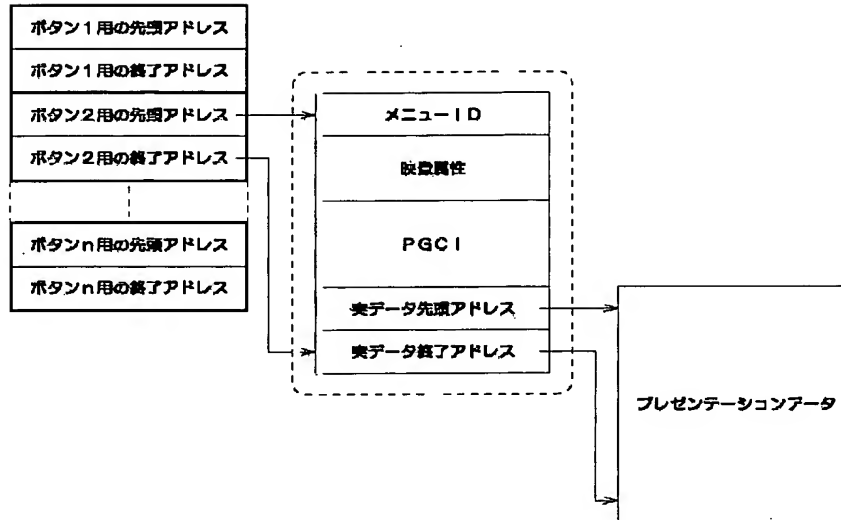 ボタン1用の先頭アドレス
ボタン1用の終了アドレス
ボタン2用の先頭アドレス
ボタン2用の終了アドレス
ボタンn用の先頭アドレス
ボタンn用の終了アドレス
メニューID
映像属性
PGCI
実データ先頭アドレス
実データ終了アドレス
プレゼンテーションデータ